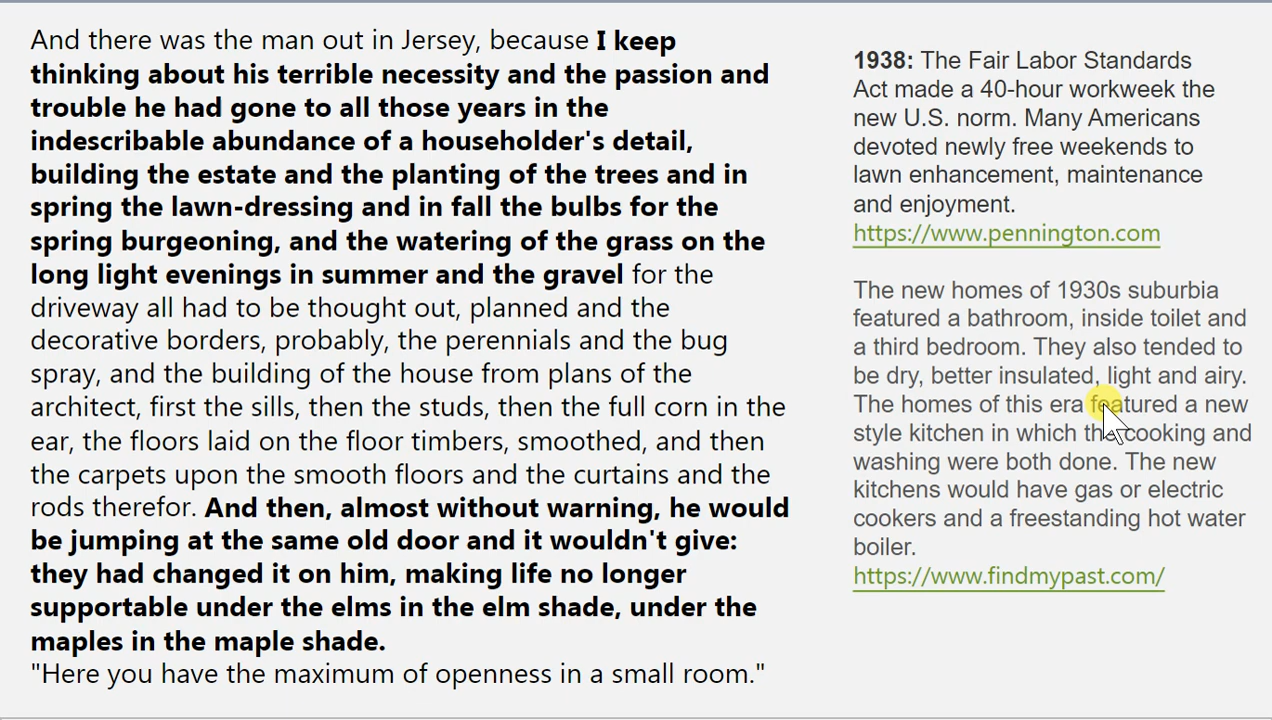 And there was the man out in Jersey, because I keep
thinking about his terrible necessity and the passion and
trouble he had gone to all those years in the
indescribable abundance of a householder's detail,
building the estate and the planting of the trees and in
spring the lawn-dressing and in fall the bulbs for the
spring burgeoning, and the watering of the grass on the
long light evenings in summer and the gravel for the
driveway all had to be thought out, planned and the
decorative borders, probably, the perennials and the bug
spray, and the building of the house from plans of the
architect, first the sills, then the studs, then the full corn in the
ear, the floors laid on the floor timbers, smoothed, and then
the carpets upon the smooth floors and the curtains and the
rods therefor. And then, almost without warning, he would
be jumping at the same old door and it wouldn't give:
they had changed it on him, making life no longer
supportable under the elms in the elm shade, under the
maples in the maple shade.
"Here you have the maximum of openness in a small room."
1938: The Fair Labor Standards
Act made a 40-hour workweek the
new U.S. norm. Many Americans
devoted newly free weekends to
lawn enhancement, maintenance
and enjoyment.
https://www.pennington.com
The new homes of 1930s suburbia
featured a bathroom, inside toilet and
a third bedroom. They also tended to
be dry, better insulated, light and airy.
The homes of this era featured a new
style kitchen in which the cooking and
washing were both done. The new
kitchens would have gas or electric
cookers and a freestanding hot water
boiler.
https://www.findmypast.com/